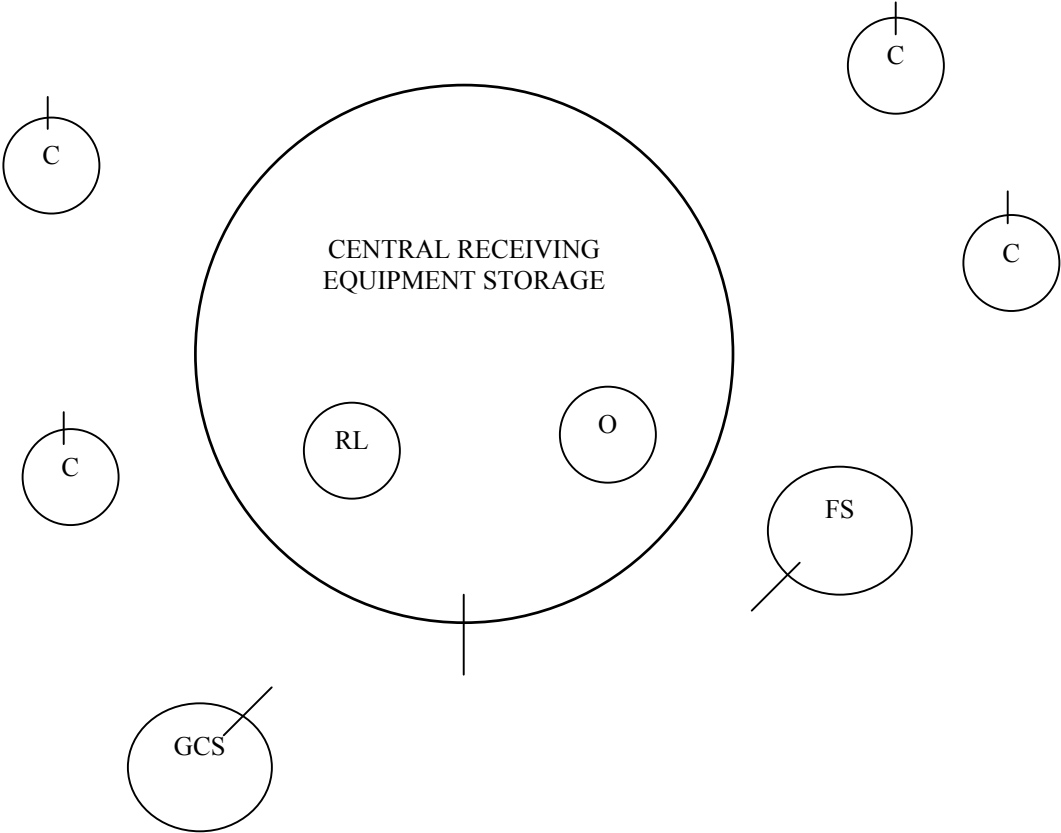 C
C
CENTRAL RECEIVING
EQUIPMENT STORAGE
C
RL
O
C
FS
GCS